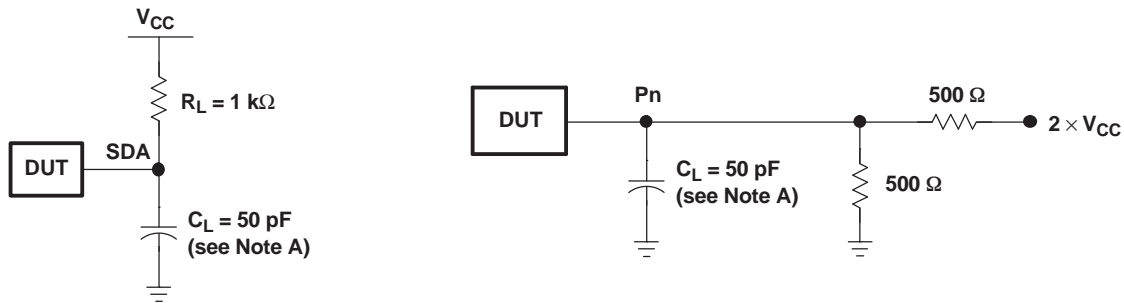 VCC
RL = 1 kΩ
SDA
DUT
CL = 50 pF
(see Note A)
DUT
Pn
500 Ω
2 × VCC
CL = 50 pF
(see Note A)
500 Ω